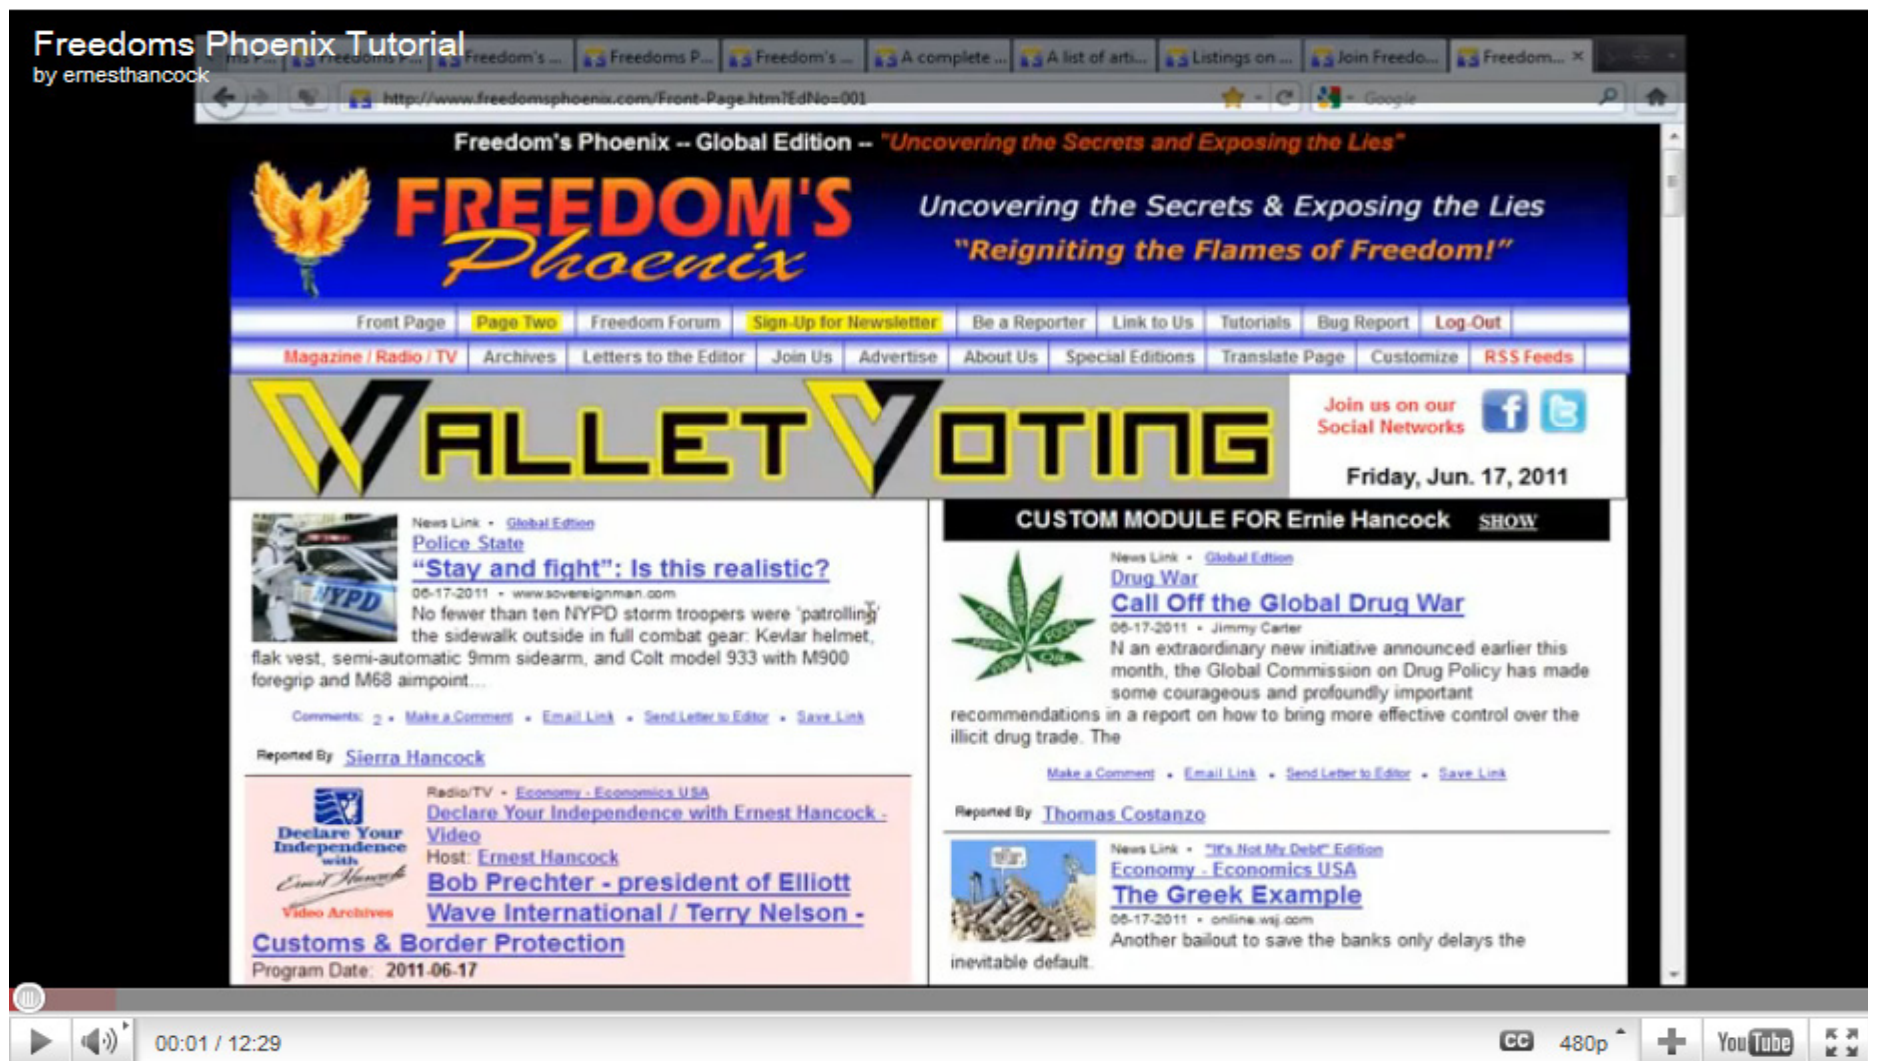 Freedoms Phoenix Tutorial
by ernesthancock
Freedom's ... Freedoms P... Freedom's ... A complete ... A list of arti... Listings on ... Join Freedo... Freedom... ×
http://www.freedomsphoenix.com/Front-Page.htm?EdNo=001 Google
Freedom's Phoenix -- Global Edition -- "Uncovering the Secrets and Exposing the Lies"
FREEDOM'S
Phoenix
Uncovering the Secrets & Exposing the Lies
"Reigniting the Flames of Freedom!"
Front Page Page Two Freedom Forum Sign-Up for Newsletter Be a Reporter Link to Us Tutorials Bug Report Log-Out
Magazine / Radio / TV Archives Letters to the Editor Join Us Advertise About Us Special Editions Translate Page Customize RSS Feeds
WALLET VOTING
Join us on our
Social Networks
Friday, Jun. 17, 2011
News Link • Global Edtion
Police State
"Stay and fight": Is this realistic?
06-17-2011 • www.sovereignman.com
No fewer than ten NYPD storm troopers were 'patrolling'
the sidewalk outside in full combat gear: Kevlar helmet,
flak vest, semi-automatic 9mm sidearm, and Colt model 933 with M900
foregrip and M68 aimpoint...
NYPD
Comments: 2 • Make a Comment • Email Link • Send Letter to Editor • Save Link
Reported By Sierra Hancock
Radio/TV • Economy - Economics USA
Declare Your Independence with Ernest Hancock -
Video
Host: Ernest Hancock
Bob Prechter - president of Elliott
Wave International / Terry Nelson -
Customs & Border Protection
Program Date: 2011-06-17
Declare Your
Independence
with
Ernest Hancock
Video Archives
CUSTOM MODULE FOR Ernie Hancock SHOW
News Link • Global Edtion
Drug War
Call Off the Global Drug War
06-17-2011 • Jimmy Carter
N an extraordinary new initiative announced earlier this
month, the Global Commission on Drug Policy has made
some courageous and profoundly important
recommendations in a report on how to bring more effective control over the
illicit drug trade. The
Make a Comment • Email Link • Send Letter to Editor • Save Link
Reported By Thomas Costanzo
News Link • "It's Not My Debt" Edition
Economy - Economics USA
The Greek Example
06-17-2011 • online.wsj.com
Another bailout to save the banks only delays the
inevitable default.
00:01 / 12:29 CC 480p YouTube